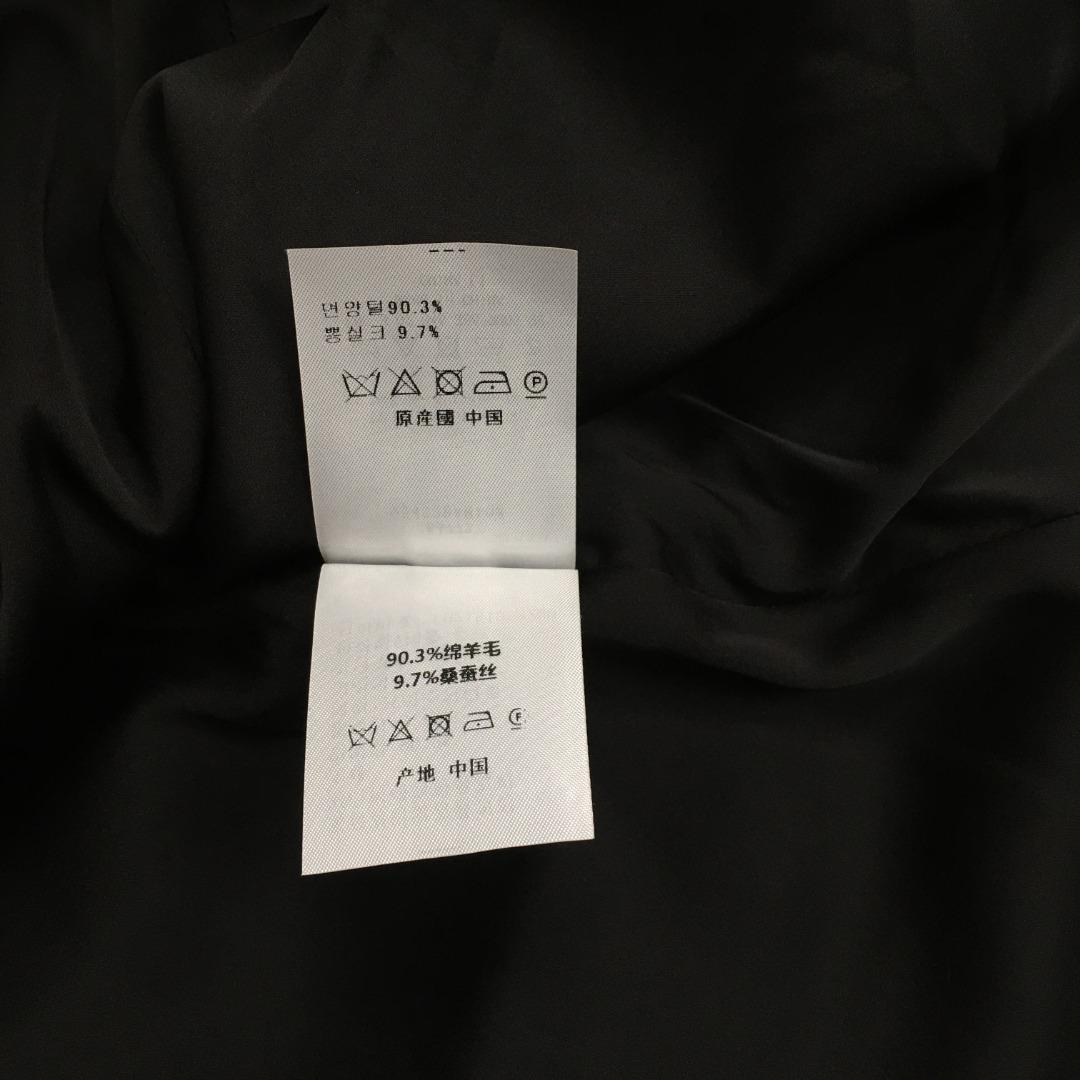 면양털90.3%
뽕실크 9.7%
P
原産國 中国
90.3%绵羊毛
9.7%桑蚕丝
F
产地 中国